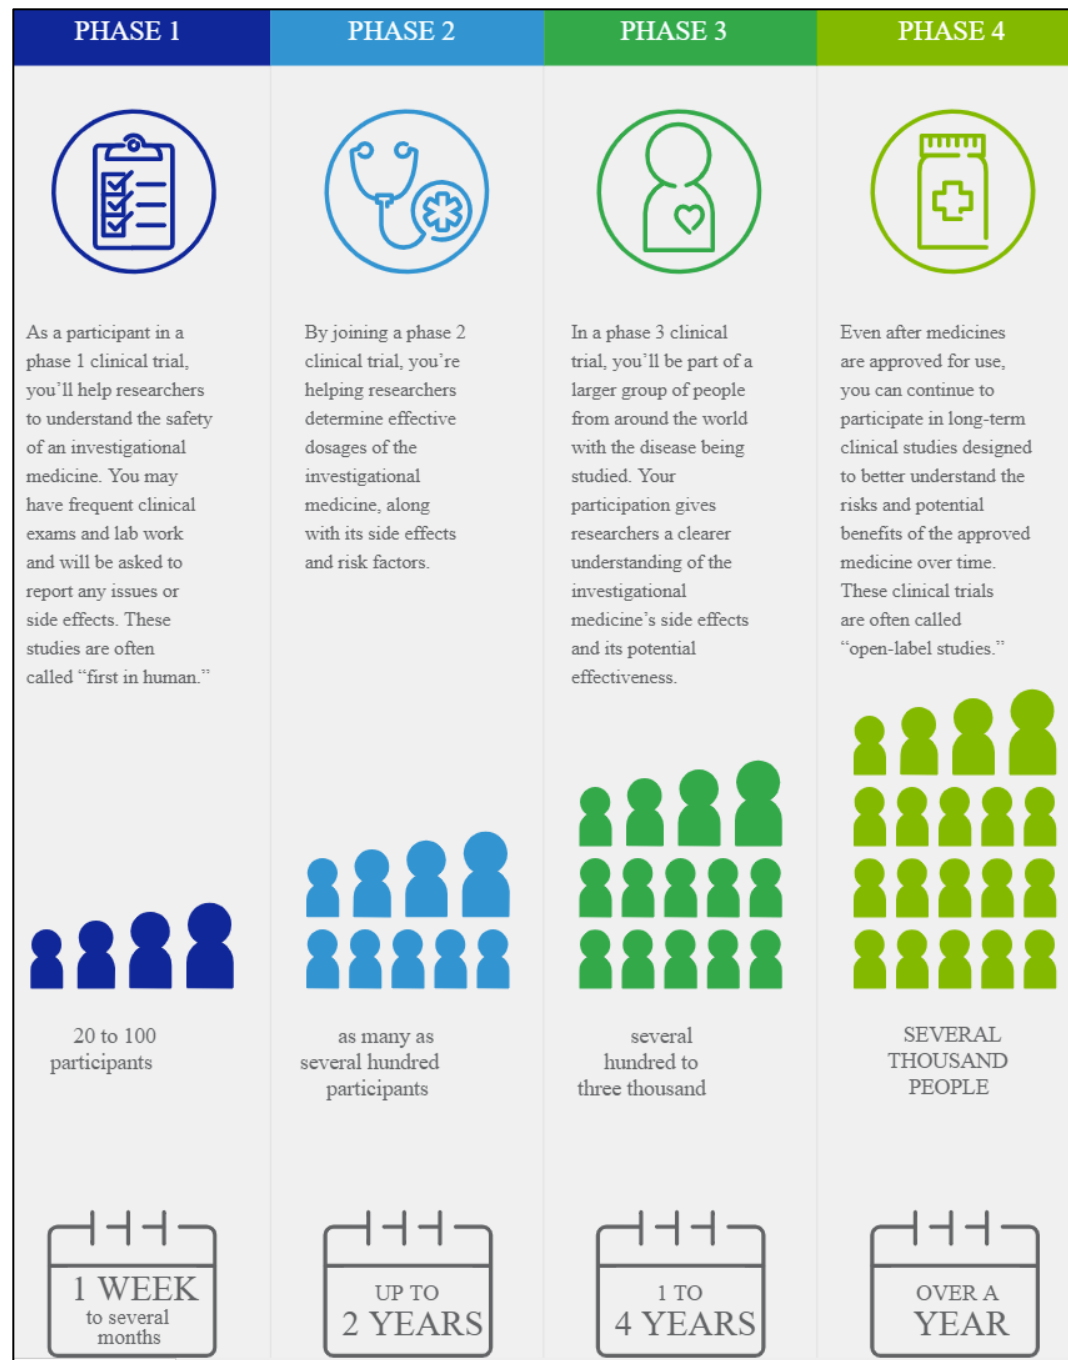 PHASE 1
As a participant in a
phase 1 clinical trial,
you’ll help researchers
to understand the safety
of an investigational
medicine. You may
have frequent clinical
exams and lab work
and will be asked to
report any issues or
side effects. These
studies are often
called “first in human.”
20 to 100
participants
1 WEEK
to several
months
PHASE 2
By joining a phase 2
clinical trial, you’re
helping researchers
determine effective
dosages of the
investigational
medicine, along
with its side effects
and risk factors.
as many as
several hundred
participants
UP TO
2 YEARS
PHASE 3
In a phase 3 clinical
trial, you’ll be part of a
larger group of people
from around the world
with the disease being
studied. Your
participation gives
researchers a clearer
understanding of the
investigational
medicine’s side effects
and its potential
effectiveness.
several
hundred to
three thousand
1 TO
4 YEARS
PHASE 4
Even after medicines
are approved for use,
you can continue to
participate in long-term
clinical studies designed
to better understand the
risks and potential
benefits of the approved
medicine over time.
These clinical trials
are often called
“open-label studies.”
SEVERAL
THOUSAND
PEOPLE
OVER A
YEAR